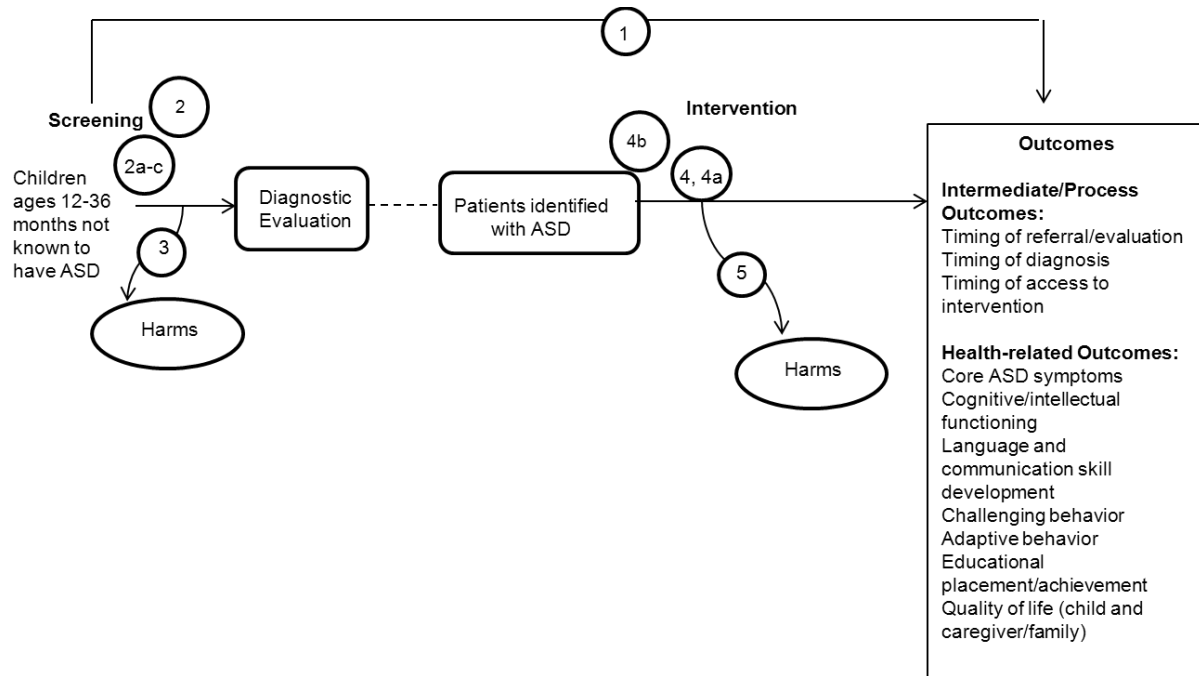 1
Screening
2
2a-c
Children
ages 12-36
months not
known to
have ASD
3
Harms
Diagnostic
Evaluation
Patients identified
with ASD
Intervention
4b
4, 4a
5
Harms
Outcomes
Intermediate/Process
Outcomes:
Timing of referral/evaluation
Timing of diagnosis
Timing of access to
intervention
Health-related Outcomes:
Core ASD symptoms
Cognitive/intellectual
functioning
Language and
communication skill
development
Challenging behavior
Adaptive behavior
Educational
placement/achievement
Quality of life (child and
caregiver/family)